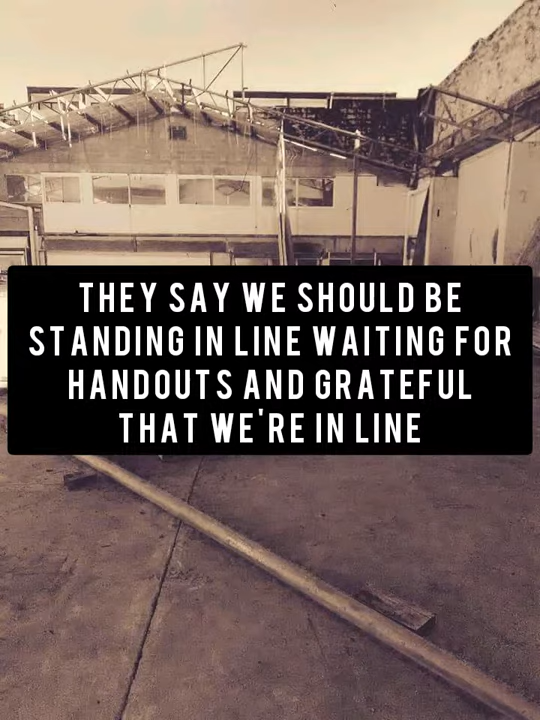 THEY SAY WE SHOULD BE
STANDING IN LINE WAITING FOR
HANDOUTS AND GRATEFUL
THAT WE'RE IN LINE